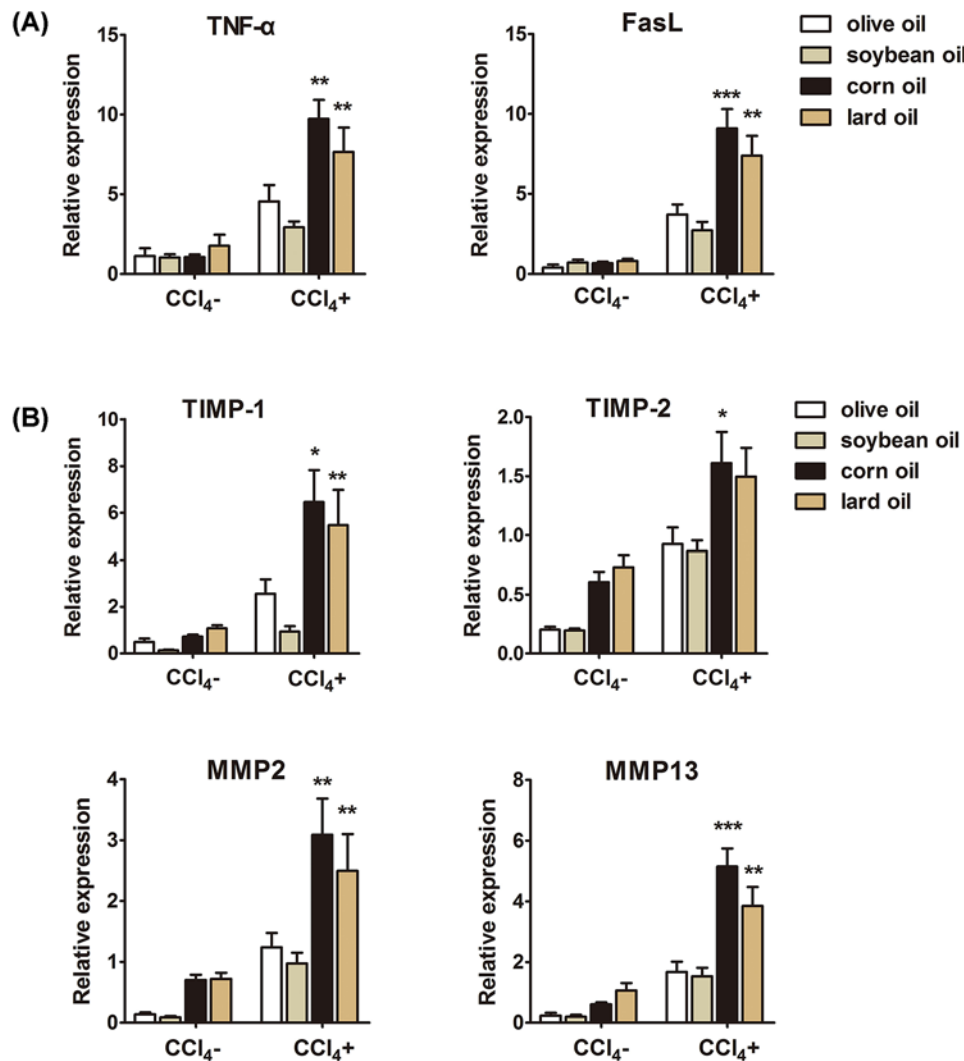 (A)
TNF-α
Relative expression
15
10
5
0
**
**
CCl₄-
CCl₄+
FasL
Relative expression
15
10
5
0
***
**
CCl₄-
CCl₄+
olive oil
soybean oil
corn oil
lard oil
(B)
TIMP-1
Relative expression
10
8
6
4
2
0
*
**
CCl₄-
CCl₄+
TIMP-2
Relative expression
2.0
1.5
1.0
0.5
0.0
*
CCl₄-
CCl₄+
olive oil
soybean oil
corn oil
lard oil
MMP2
Relative expression
4
3
2
1
0
**
**
CCl₄-
CCl₄+
MMP13
Relative expression
8
6
4
2
0
***
**
CCl₄-
CCl₄+